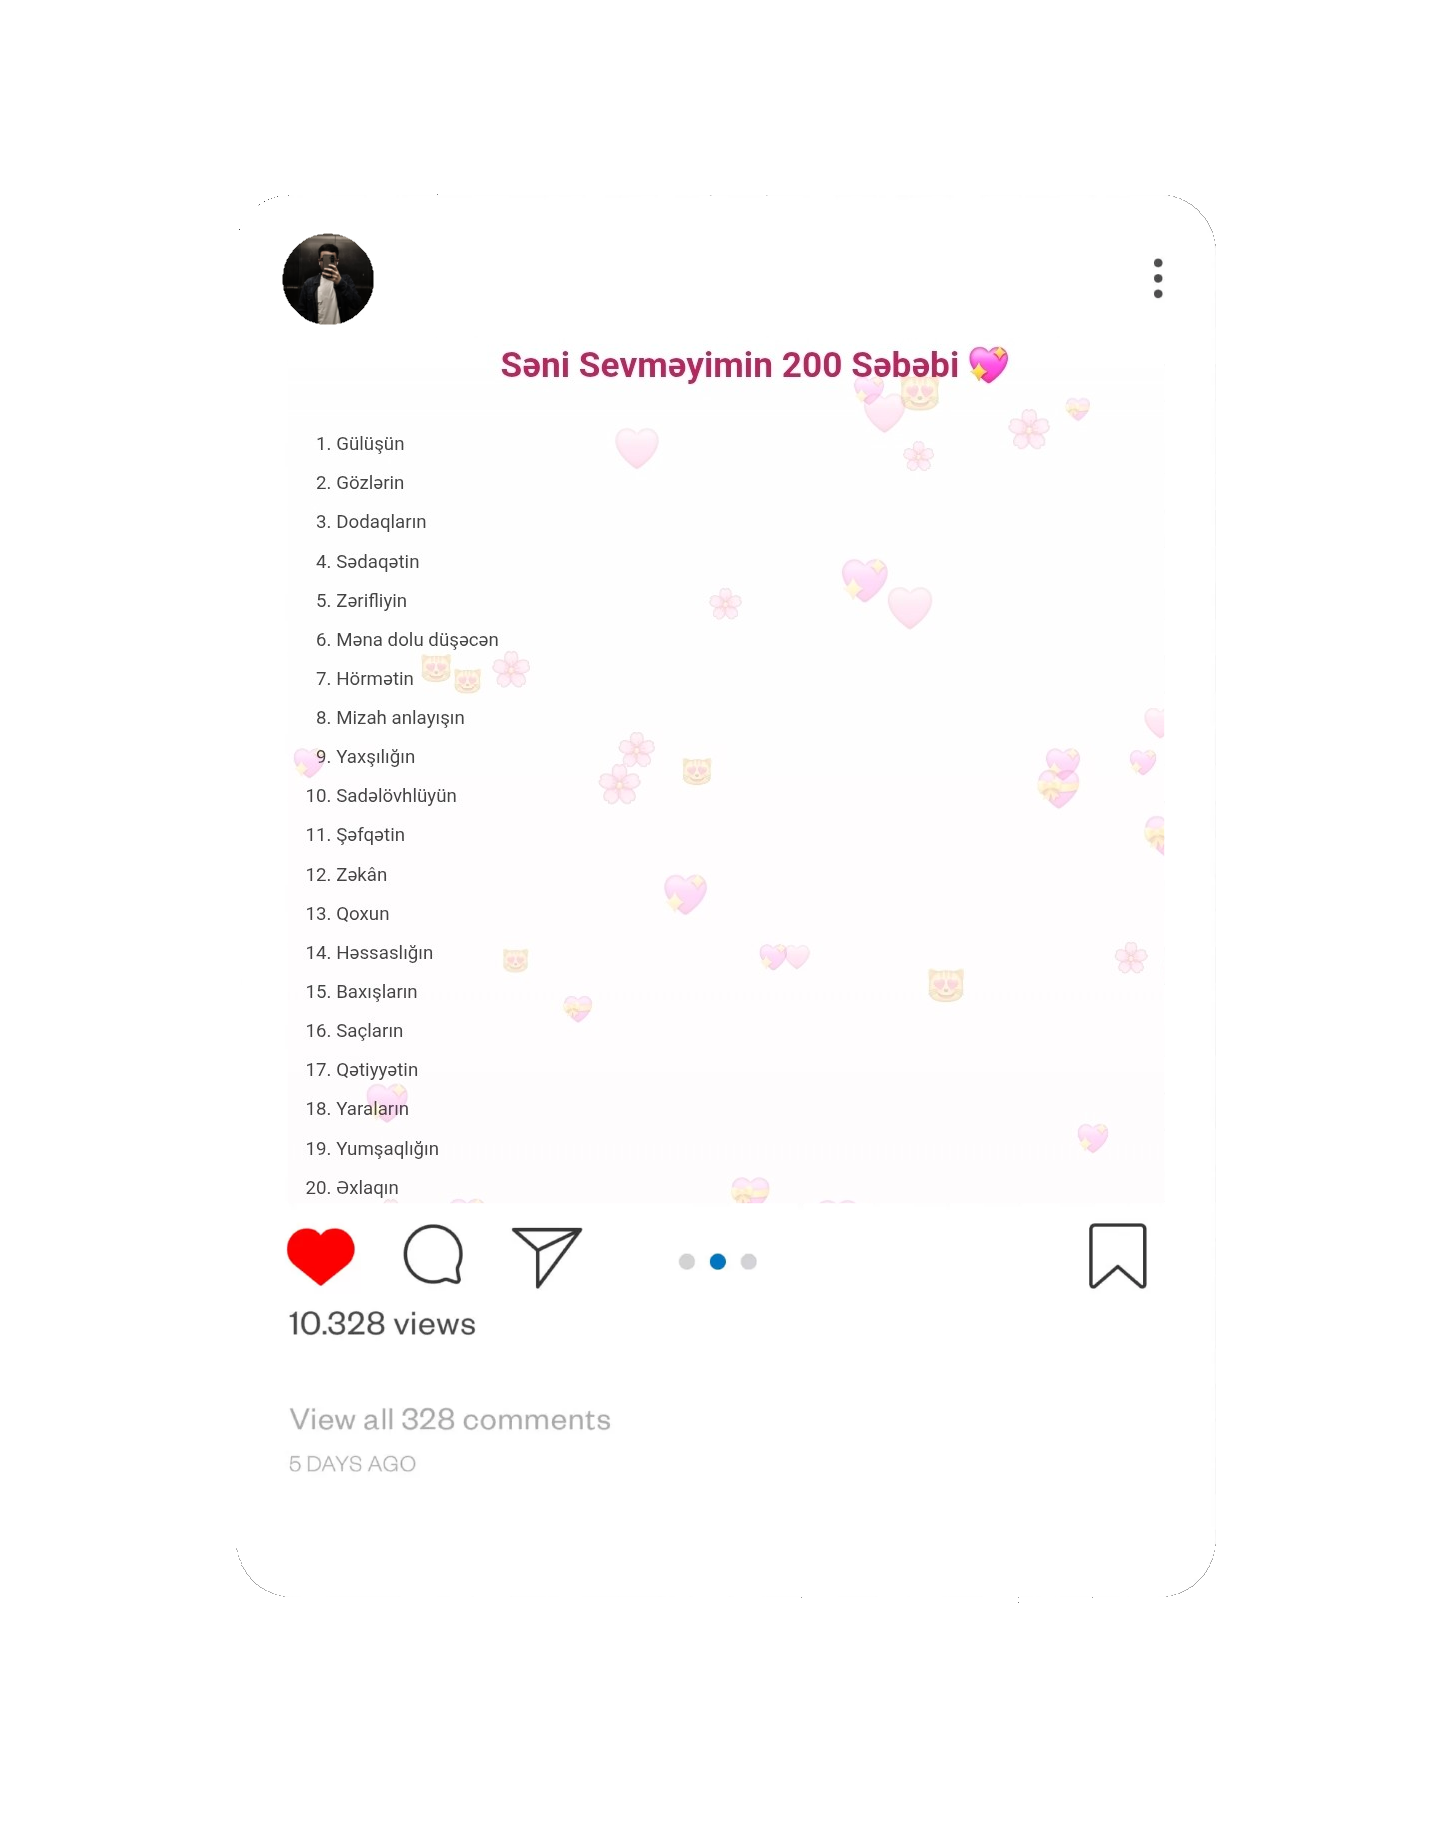 Səni Sevməyimin 200 Səbəbi 💖
1. Gülüşün
2. Gözlərin
3. Dodaqların
4. Sədaqətin
5. Zərifliyin
6. Məna dolu düşəcən
7. Hörmətin
8. Mizah anlayışın
9. Yaxşılığın
10. Sadəlövhlüyün
11. Şəfqətin
12. Zəkân
13. Qoxun
14. Həssaslığın
15. Baxışların
16. Saçların
17. Qətiyyətin
18. Yaraların
19. Yumşaqlığın
20. Əxlaqın
10.328 views
View all 328 comments
5 DAYS AGO